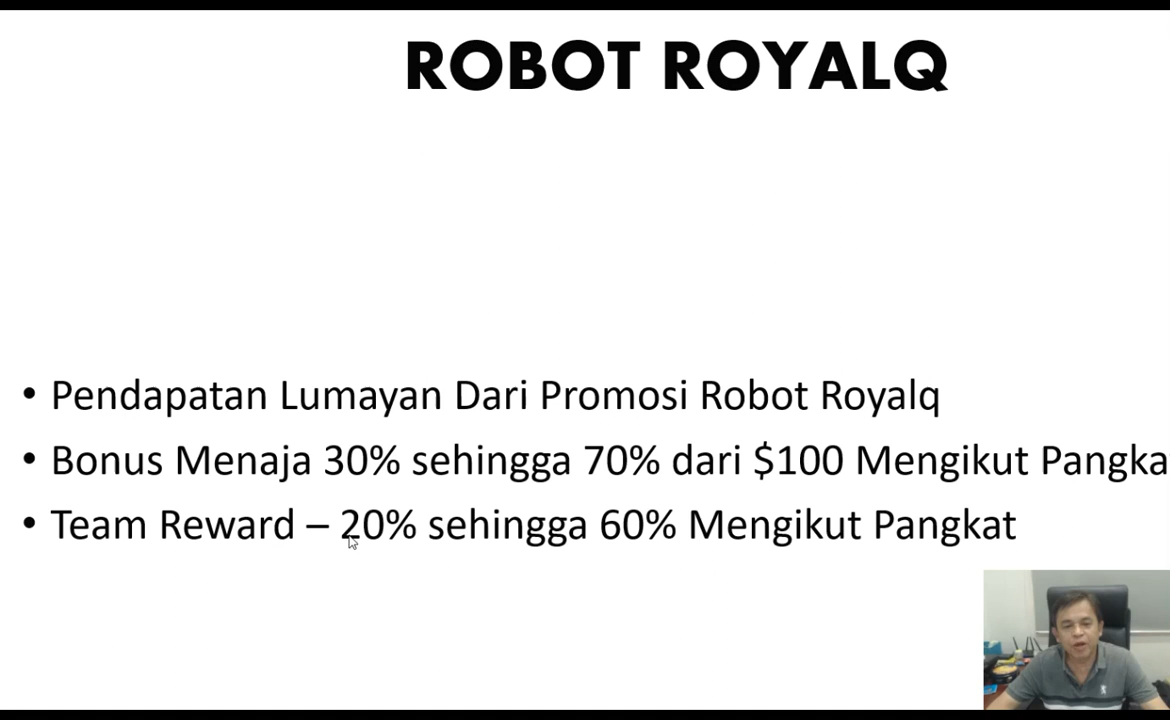 ROBOT ROYALQ
• Pendapatan Lumayan Dari Promosi Robot Royalq
• Bonus Menaja 30% sehingga 70% dari $100 Mengikut Pangka
• Team Reward – 20% sehingga 60% Mengikut Pangkat